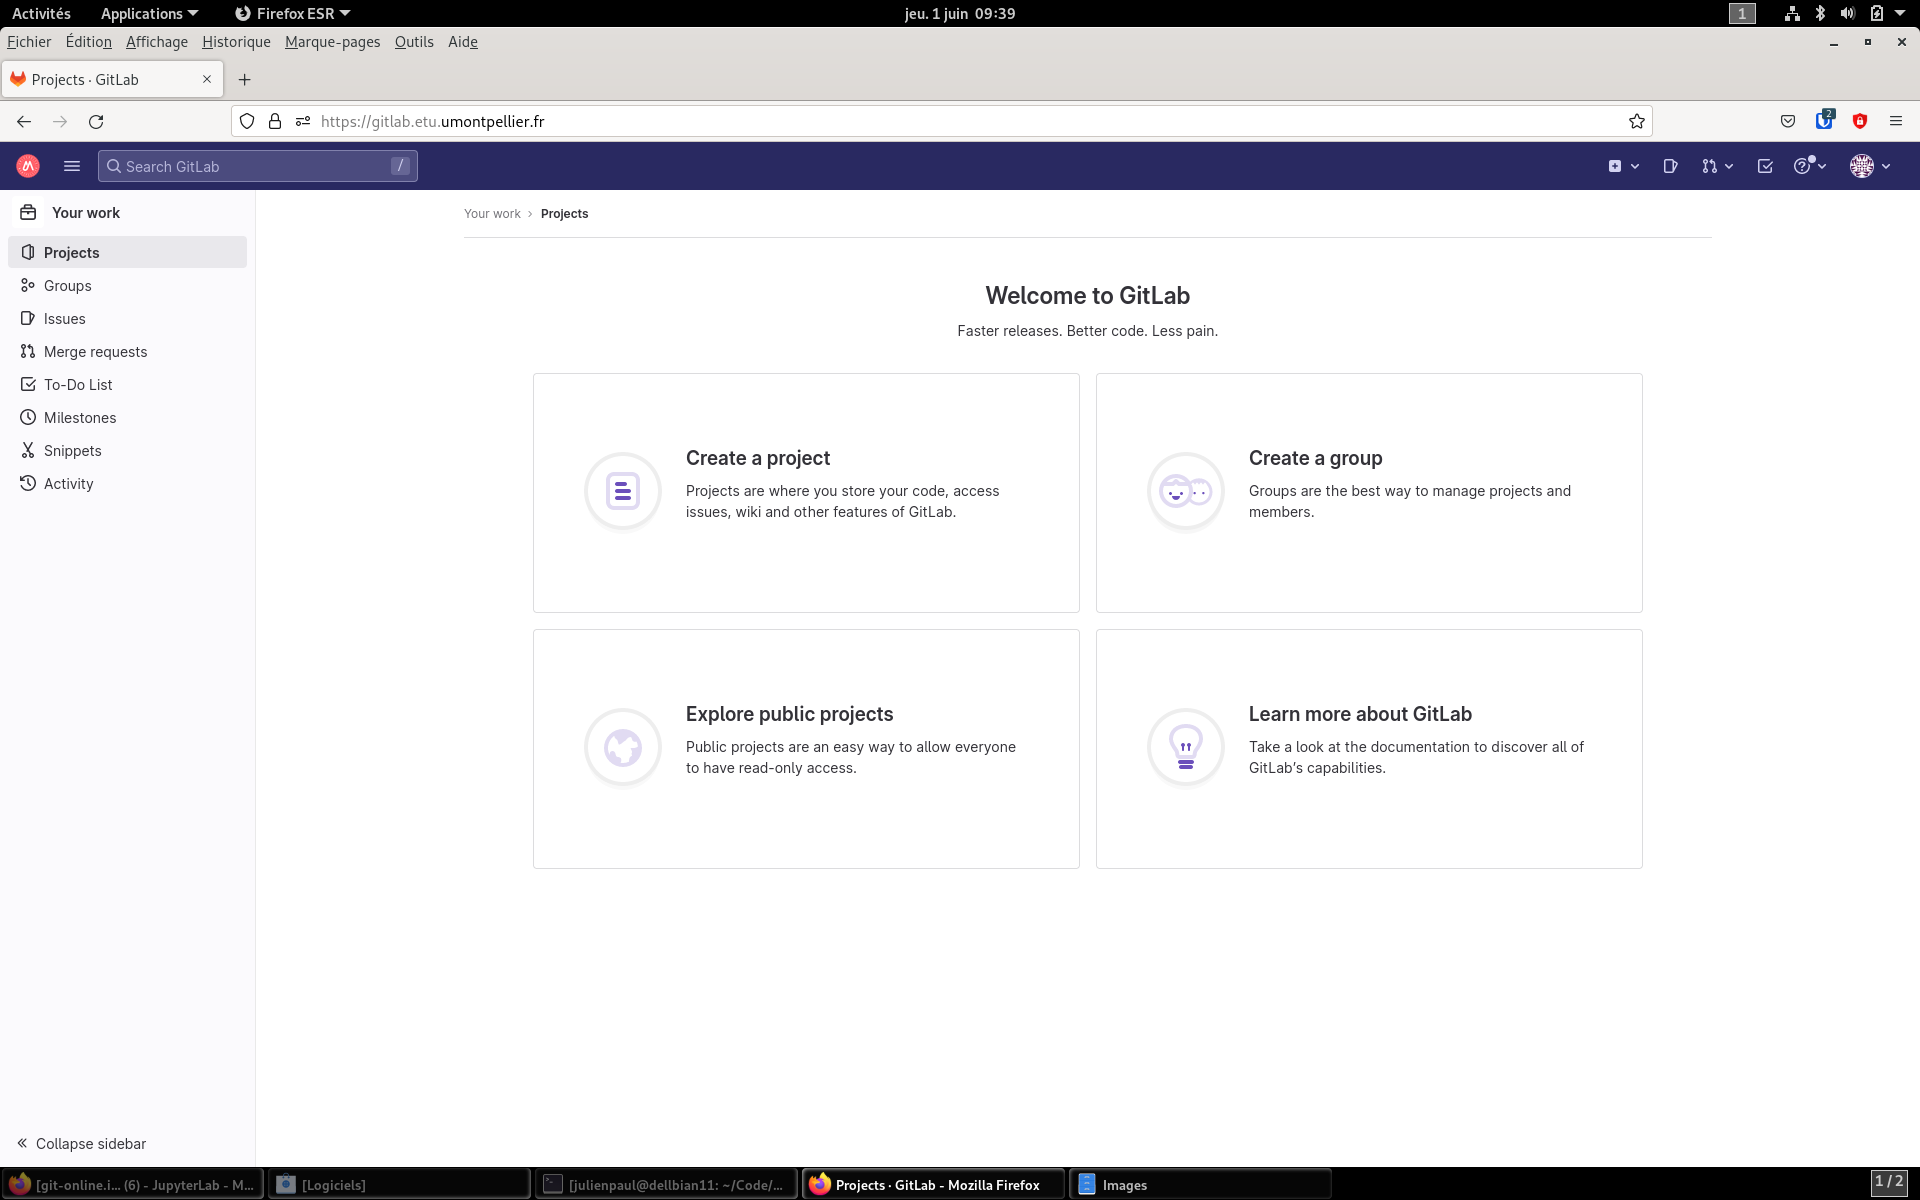 Activités Applications Firefox ESR jeu. 1 juin 09:39 1
Fichier Édition Affichage Historique Marque-pages Outils Aide
Projects · GitLab
https://gitlab.etu.umontpellier.fr 2
Search GitLab /
Your work
Projects
Groups
Issues
Merge requests
To-Do List
Milestones
Snippets
Activity
Collapse sidebar
Your work › Projects
Welcome to GitLab
Faster releases. Better code. Less pain.
Create a project
Projects are where you store your code, access
issues, wiki and other features of GitLab.
Create a group
Groups are the best way to manage projects and
members.
Explore public projects
Public projects are an easy way to allow everyone
to have read-only access.
Learn more about GitLab
Take a look at the documentation to discover all of
GitLab’s capabilities.
[git-online.i... (6) - JupyterLab - M... [Logiciels] [julienpaul@dellbian11: ~/Code/... Projects · GitLab - Mozilla Firefox Images 1 / 2